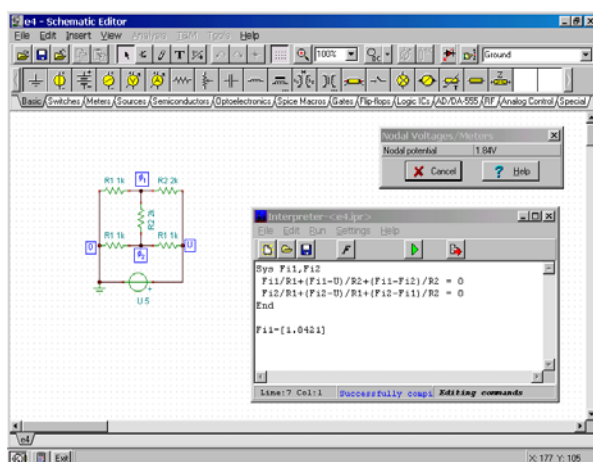 e4 - Schematic Editor
File Edit Insert View Analysis T&M Tools Help
100% Ground
Basic Switches Meters Sources Semiconductors Optoelectronics Spice Macros Gates Flip-flops Logic ICs AD/DA-555 RF Analog Control Special
Nodal Voltages/Meters
Nodal potential 1.84V
Cancel Help
R1 1k R2 2k
R2 2k
0 R1 1k R1 1k U
U 5
Interpreter-<e4.ipr>
File Edit Run Settings Help
Sys Fi1,Fi2
Fi1/R1+(Fi1-U)/R2+(Fi1-Fi2)/R2 = 0
Fi2/R1+(Fi2-U)/R1+(Fi2-Fi1)/R2 = 0
End
Fi1=[1.8421]
Line:7 Col:1 Successfully compi Editing commands
e4
Exit X: 177 Y: 105